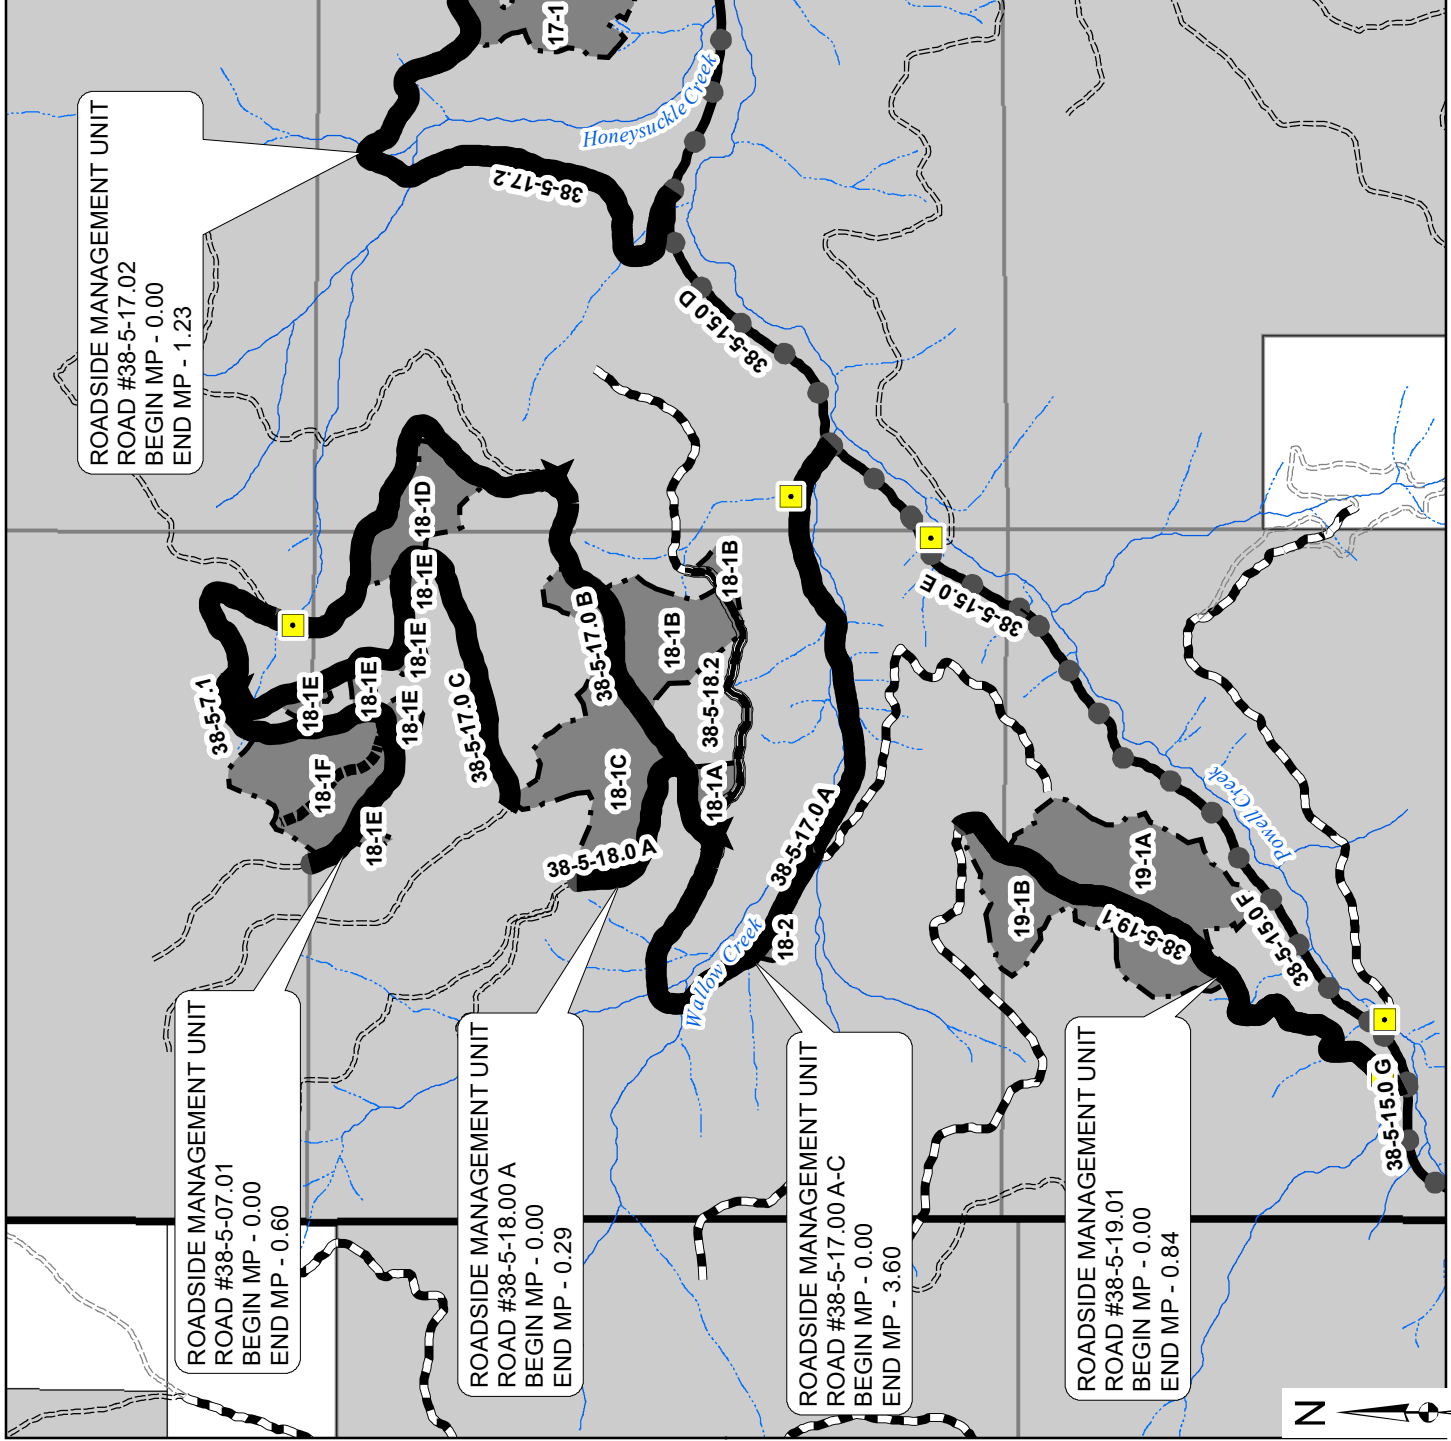 ROADSIDE MANAGEMENT UNIT
ROAD #38-5-17.02
BEGIN MP - 0.00
END MP - 1.23
ROADSIDE MANAGEMENT UNIT
ROAD #38-5-07.01
BEGIN MP - 0.00
END MP - 0.60
ROADSIDE MANAGEMENT UNIT
ROAD #38-5-18.00 A
BEGIN MP - 0.00
END MP - 0.29
ROADSIDE MANAGEMENT UNIT
ROAD #38-5-17.00 A-C
BEGIN MP - 0.00
END MP - 3.60
ROADSIDE MANAGEMENT UNIT
ROAD #38-5-19.01
BEGIN MP - 0.00
END MP - 0.84
17-1
Honeysuckle Creek
38-5-17.2
38-5-15.0 D
18-1D
18-1E
18-1E
18-1E
18-1E
18-1E
18-1E
38-5-7.1
18-1F
38-5-17.0 C
38-5-17.0 B
18-1B
18-1B
38-5-18.2
18-1C
18-1A
38-5-18.0 A
38-5-17.0 A
38-5-15.0 E
Wallow Creek
18-2
Powell Creek
19-1A
19-1B
38-5-19.1
38-5-15.0 F
38-5-15.0 G
N